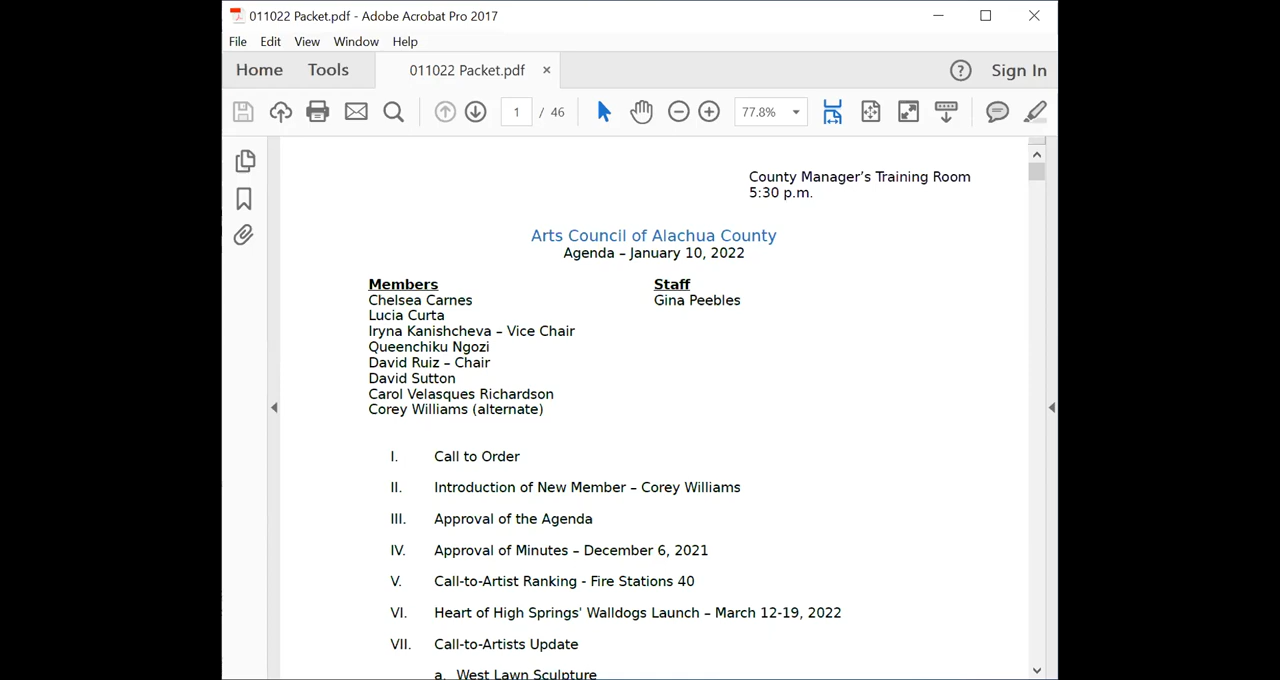 011022 Packet.pdf - Adobe Acrobat Pro 2017
File Edit View Window Help
Home Tools 011022 Packet.pdf × ? Sign In
1 / 46 77.8%
County Manager’s Training Room
5:30 p.m.
Arts Council of Alachua County
Agenda – January 10, 2022
Members Staff
Chelsea Carnes Gina Peebles
Lucia Curta
Iryna Kanishcheva – Vice Chair
Queenchiku Ngozi
David Ruiz – Chair
David Sutton
Carol Velasques Richardson
Corey Williams (alternate)
I. Call to Order
II. Introduction of New Member – Corey Williams
III. Approval of the Agenda
IV. Approval of Minutes – December 6, 2021
V. Call-to-Artist Ranking - Fire Stations 40
VI. Heart of High Springs' Walldogs Launch – March 12-19, 2022
VII. Call-to-Artists Update
a. West Lawn Sculpture